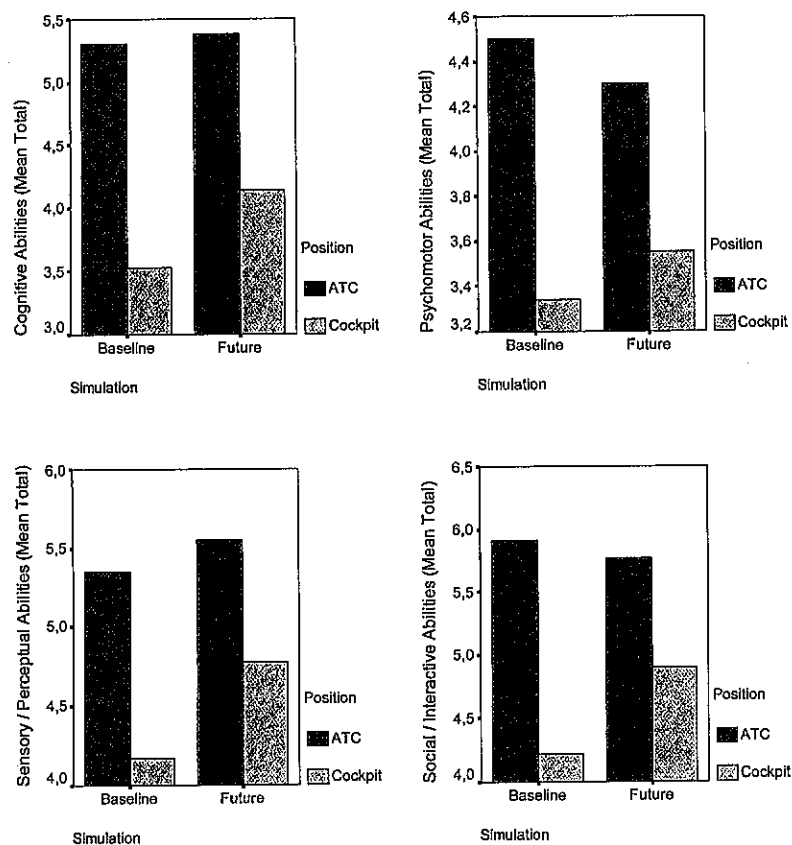 Cognitive Abilities (Mean Total)
5,5
5,0
4,5
4,0
3,5
3,0
Baseline
Future
Simulation
Position
ATC
Cockpit
Psychomotor Abilities (Mean Total)
4,6
4,4
4,2
4,0
3,8
3,6
3,4
3,2
Baseline
Future
Simulation
Position
ATC
Cockpit
Sensory / Perceptual Abilities (Mean Total)
6,0
5,5
5,0
4,5
4,0
Baseline
Future
Simulation
Position
ATC
Cockpit
Social / Interactive Abilities (Mean Total)
6,5
6,0
5,5
5,0
4,5
4,0
Baseline
Future
Simulation
Position
ATC
Cockpit